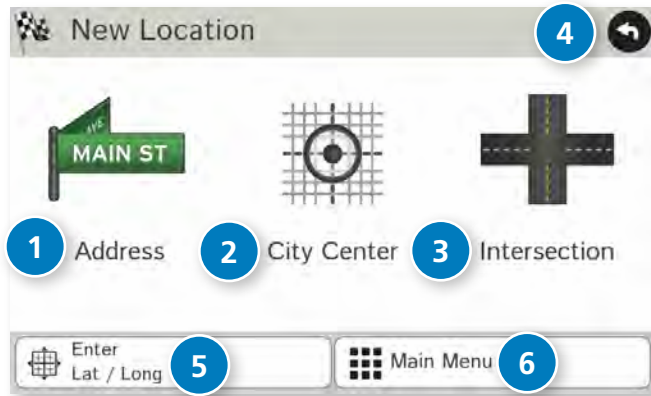 New Location
4
AVE
MAIN ST
1 Address
2 City Center
3 Intersection
Enter
Lat / Long
5
Main Menu
6